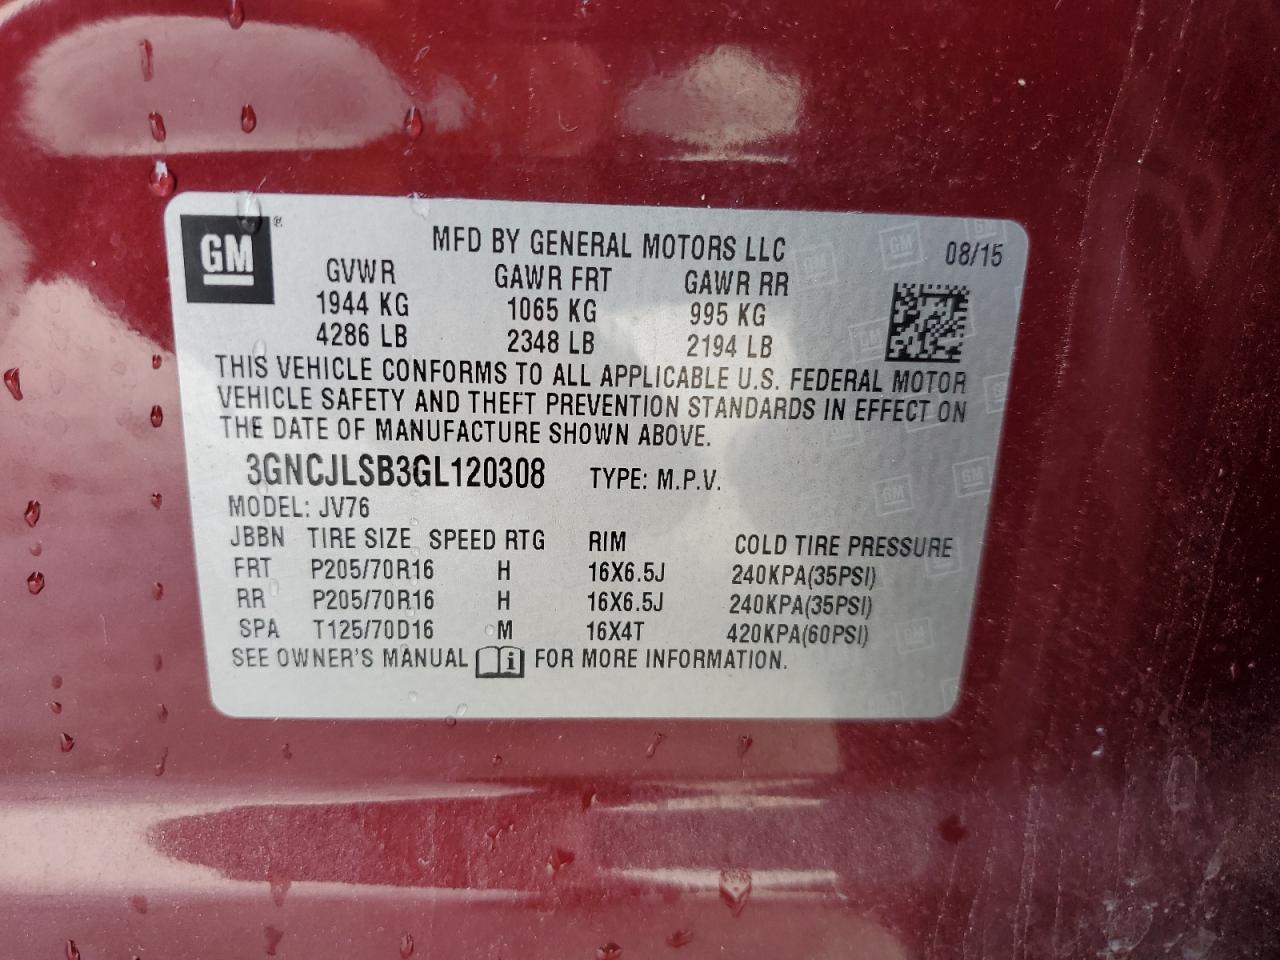 GM ®
MFD BY GENERAL MOTORS LLC 08/15
GVWR GAWR FRT GAWR RR
1944 KG 1065 KG 995 KG
4286 LB 2348 LB 2194 LB
THIS VEHICLE CONFORMS TO ALL APPLICABLE U.S. FEDERAL MOTOR
VEHICLE SAFETY AND THEFT PREVENTION STANDARDS IN EFFECT ON
THE DATE OF MANUFACTURE SHOWN ABOVE.
3GNCJLSB3GL120308 TYPE: M.P.V.
MODEL: JV76
JBBN TIRE SIZE SPEED RTG RIM COLD TIRE PRESSURE
FRT P205/70R16 H 16X6.5J 240KPA(35PSI)
RR P205/70R16 H 16X6.5J 240KPA(35PSI)
SPA T125/70D16 M 16X4T 420KPA(60PSI)
SEE OWNER'S MANUAL i FOR MORE INFORMATION.